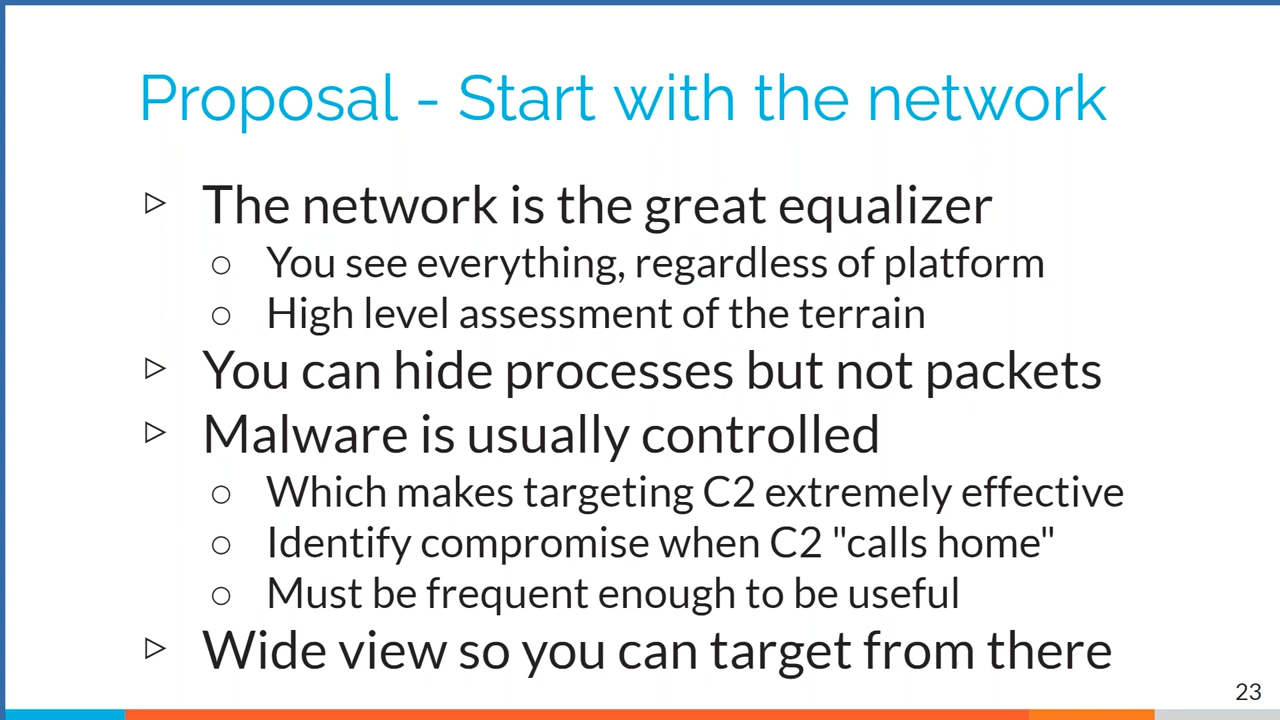 Proposal - Start with the network
▷ The network is the great equalizer
○ You see everything, regardless of platform
○ High level assessment of the terrain
▷ You can hide processes but not packets
▷ Malware is usually controlled
○ Which makes targeting C2 extremely effective
○ Identify compromise when C2 "calls home"
○ Must be frequent enough to be useful
▷ Wide view so you can target from there
23